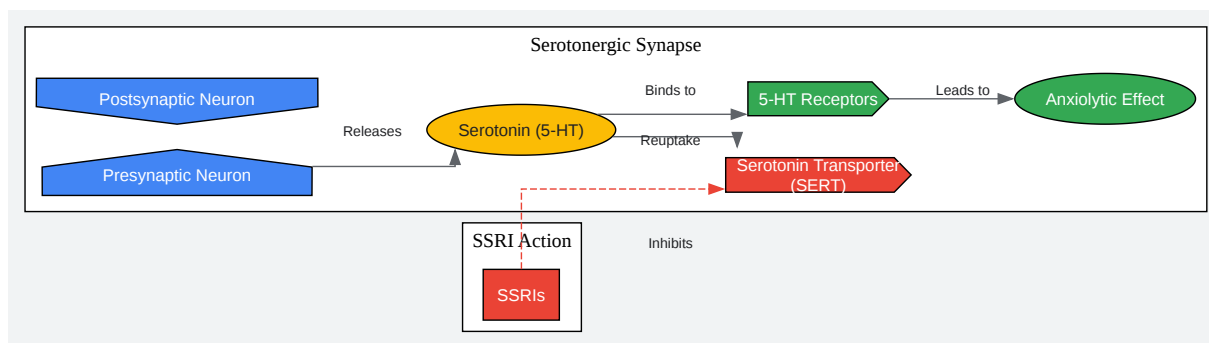 Serotonergic Synapse
Postsynaptic Neuron
Presynaptic Neuron
Releases
Serotonin (5-HT)
Binds to
Reuptake
5-HT Receptors
Leads to
Anxiolytic Effect
Serotonin Transporter
(SERT)
SSRI Action
SSRIs
Inhibits